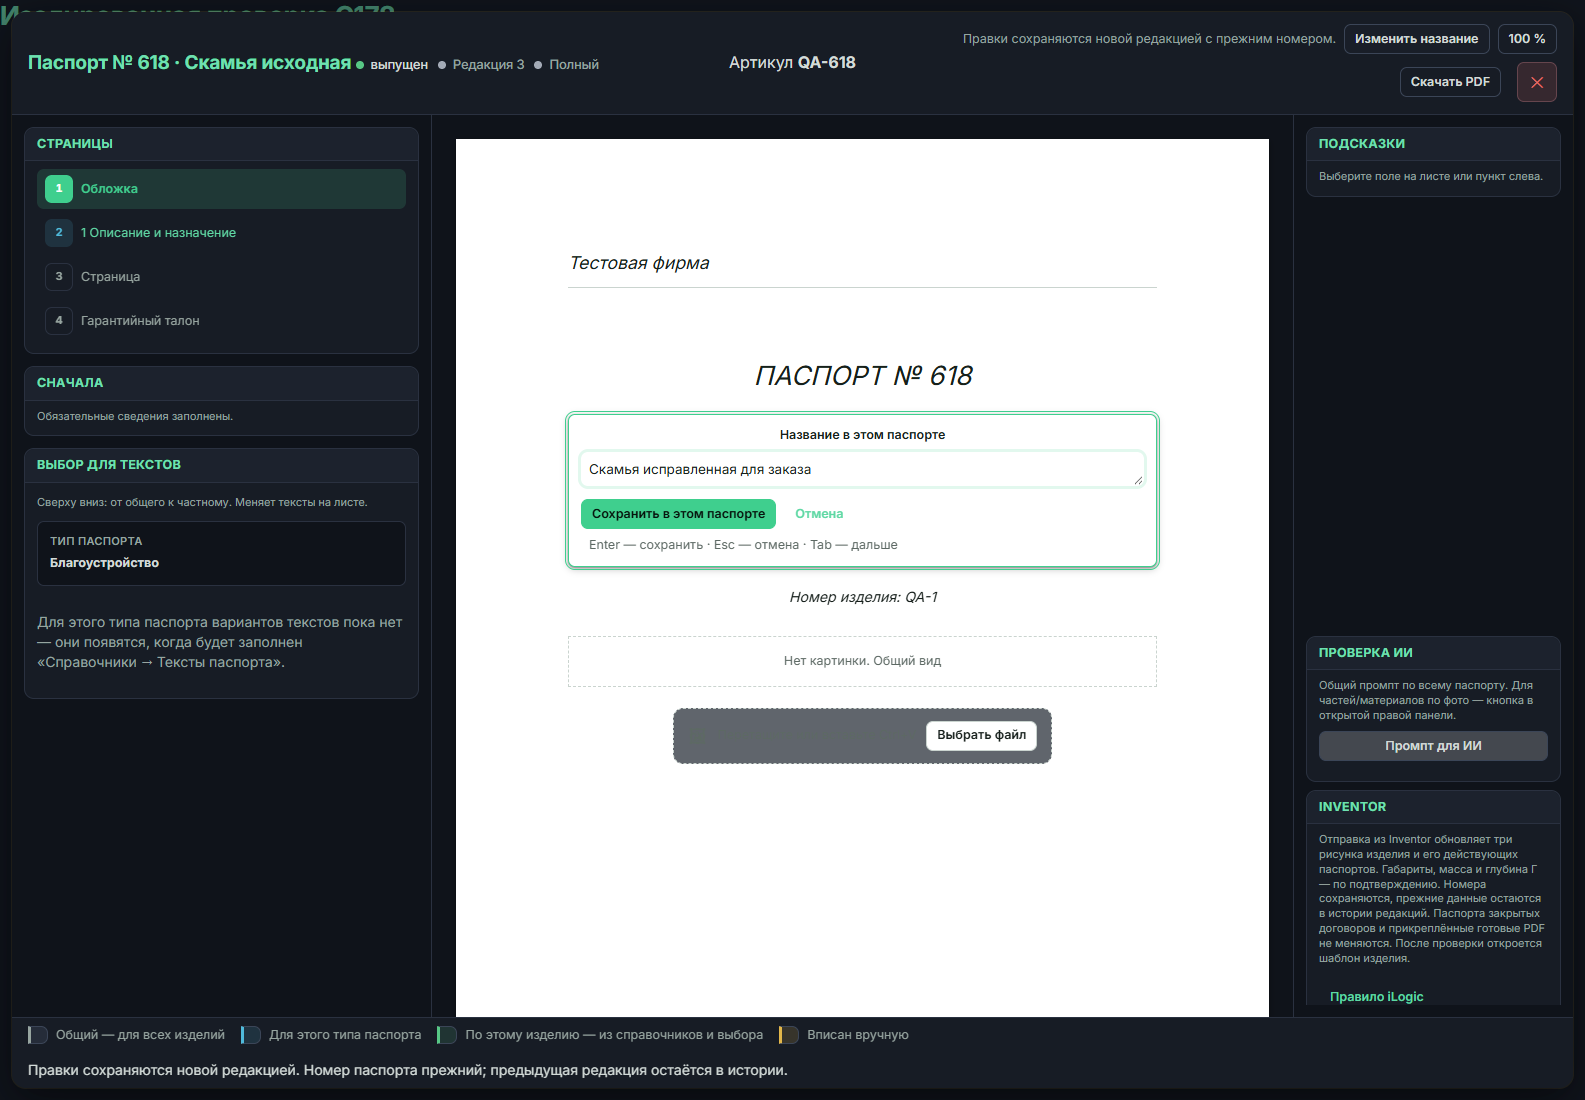 Паспорт № 618 · Скамья исходная
выпущен
Редакция 3
Полный
Артикул QA-618
Правки сохраняются новой редакцией с прежним номером.
Изменить название
100 %
Скачать PDF
СТРАНИЦЫ
1 Обложка
2 1 Описание и назначение
3 Страница
4 Гарантийный талон
СНАЧАЛА
Обязательные сведения заполнены.
ВЫБОР ДЛЯ ТЕКСТОВ
Сверху вниз: от общего к частному. Меняет тексты на листе.
ТИП ПАСПОРТА
Благоустройство
Для этого типа паспорта вариантов текстов пока нет
— они появятся, когда будет заполнен
«Справочники → Тексты паспорта».
Тестовая фирма
ПАСПОРТ № 618
Название в этом паспорте
Скамья исправленная для заказа
Сохранить в этом паспорте
Отмена
Enter — сохранить · Esc — отмена · Tab — дальше
Номер изделия: QA-1
Нет картинки. Общий вид
Выбрать файл
ПОДСКАЗКИ
Выберите поле на листе или пункт слева.
ПРОВЕРКА ИИ
Общий промпт по всему паспорту. Для
частей/материалов по фото — кнопка в
открытой правой панели.
Промпт для ИИ
INVENTOR
Отправка из Inventor обновляет три
рисунка изделия и его действующих
паспортов. Габариты, масса и глубина Г
— по подтверждению. Номера
сохраняются, прежние данные остаются
в истории редакций. Паспорта закрытых
договоров и прикреплённые готовые PDF
не меняются. После проверки откроется
шаблон изделия.
Правило iLogic
Общий — для всех изделий
Для этого типа паспорта
По этому изделию — из справочников и выбора
Вписан вручную
Правки сохраняются новой редакцией. Номер паспорта прежний; предыдущая редакция остаётся в истории.